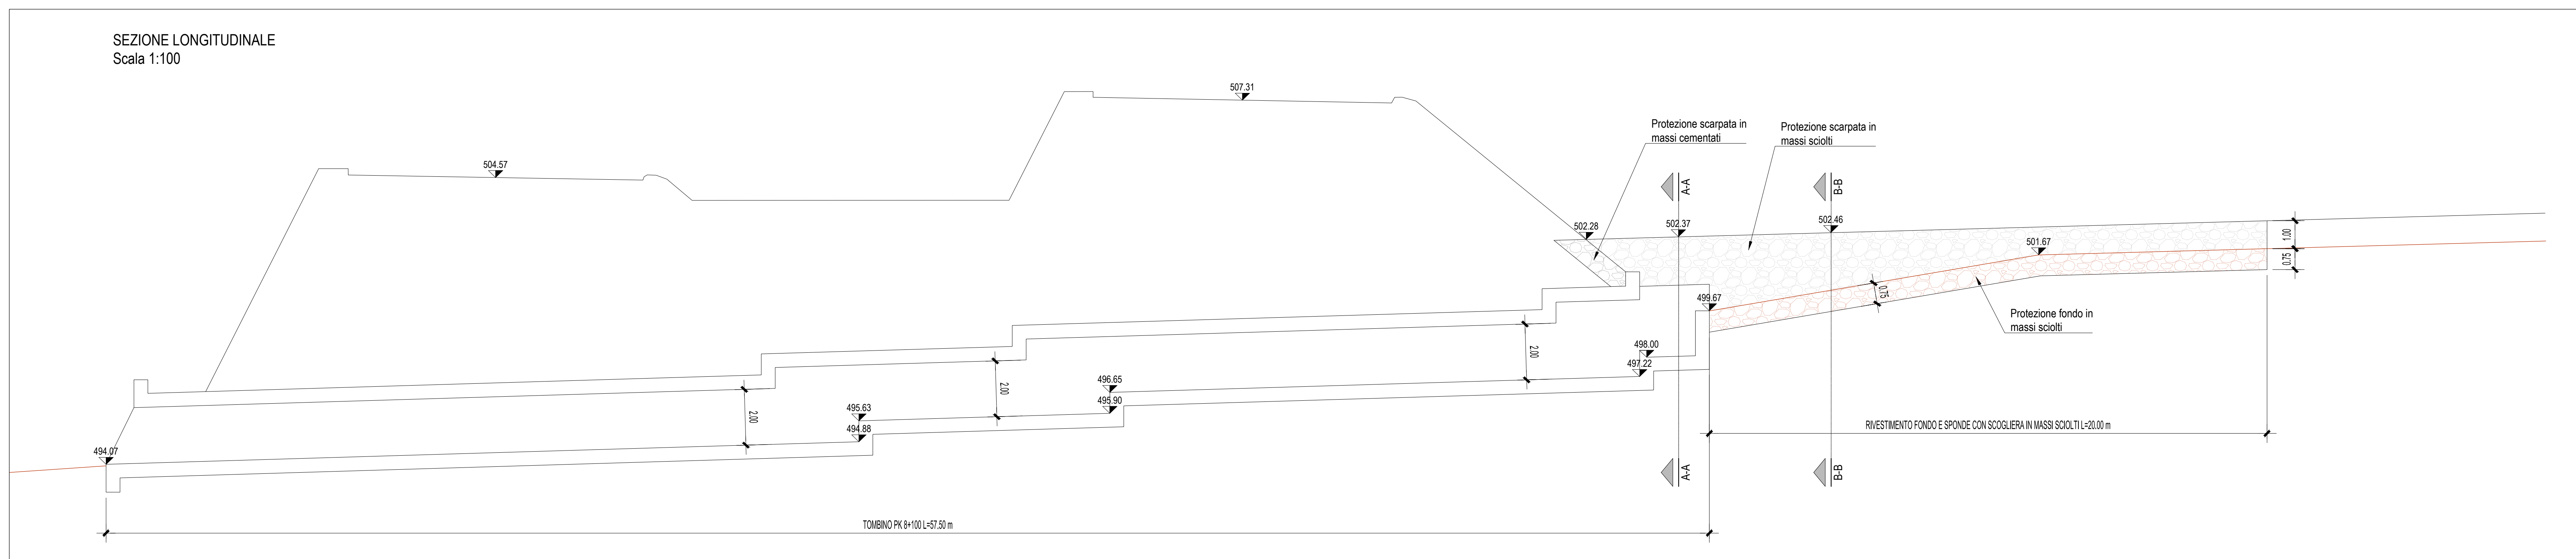 SEZIONE LONGITUDINALE
Scala 1:100
507.31
504.57
Protezione scarpata in
massi cementati
Protezione scarpata in
massi sciolti
A-A
B-B
502.28
502.37
502.46
501.67
1.00
0.75
0.75
499.67
Protezione fondo in
massi sciolti
498.00
497.22
2.00
2.00
2.00
496.65
495.90
495.63
494.88
494.07
RIVESTIMENTO FONDO E SPONDE CON SCOGLIERA IN MASSI SCIOLTI L=20.00 m
A-A
B-B
TOMBINO PK 8+100 L=57.50 m